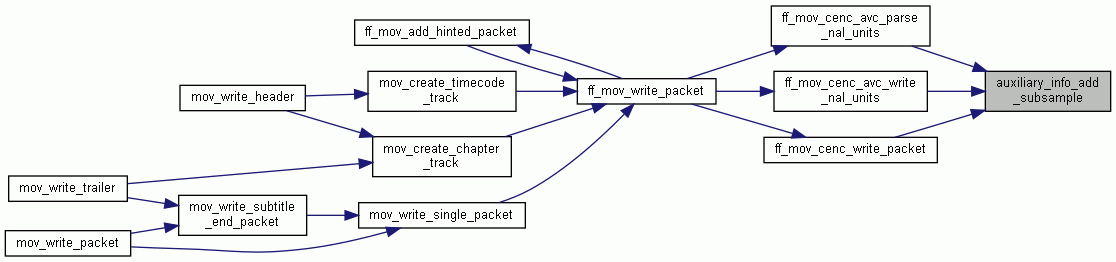 ff_mov_cenc_avc_parse
_nal_units
ff_mov_add_hinted_packet
mov_create_timecode
_track
ff_mov_cenc_avc_write
_nal_units
auxiliary_info_add
_subsample
mov_write_header
ff_mov_write_packet
mov_create_chapter
_track
ff_mov_cenc_write_packet
mov_write_trailer
mov_write_subtitle
_end_packet
mov_write_single_packet
mov_write_packet